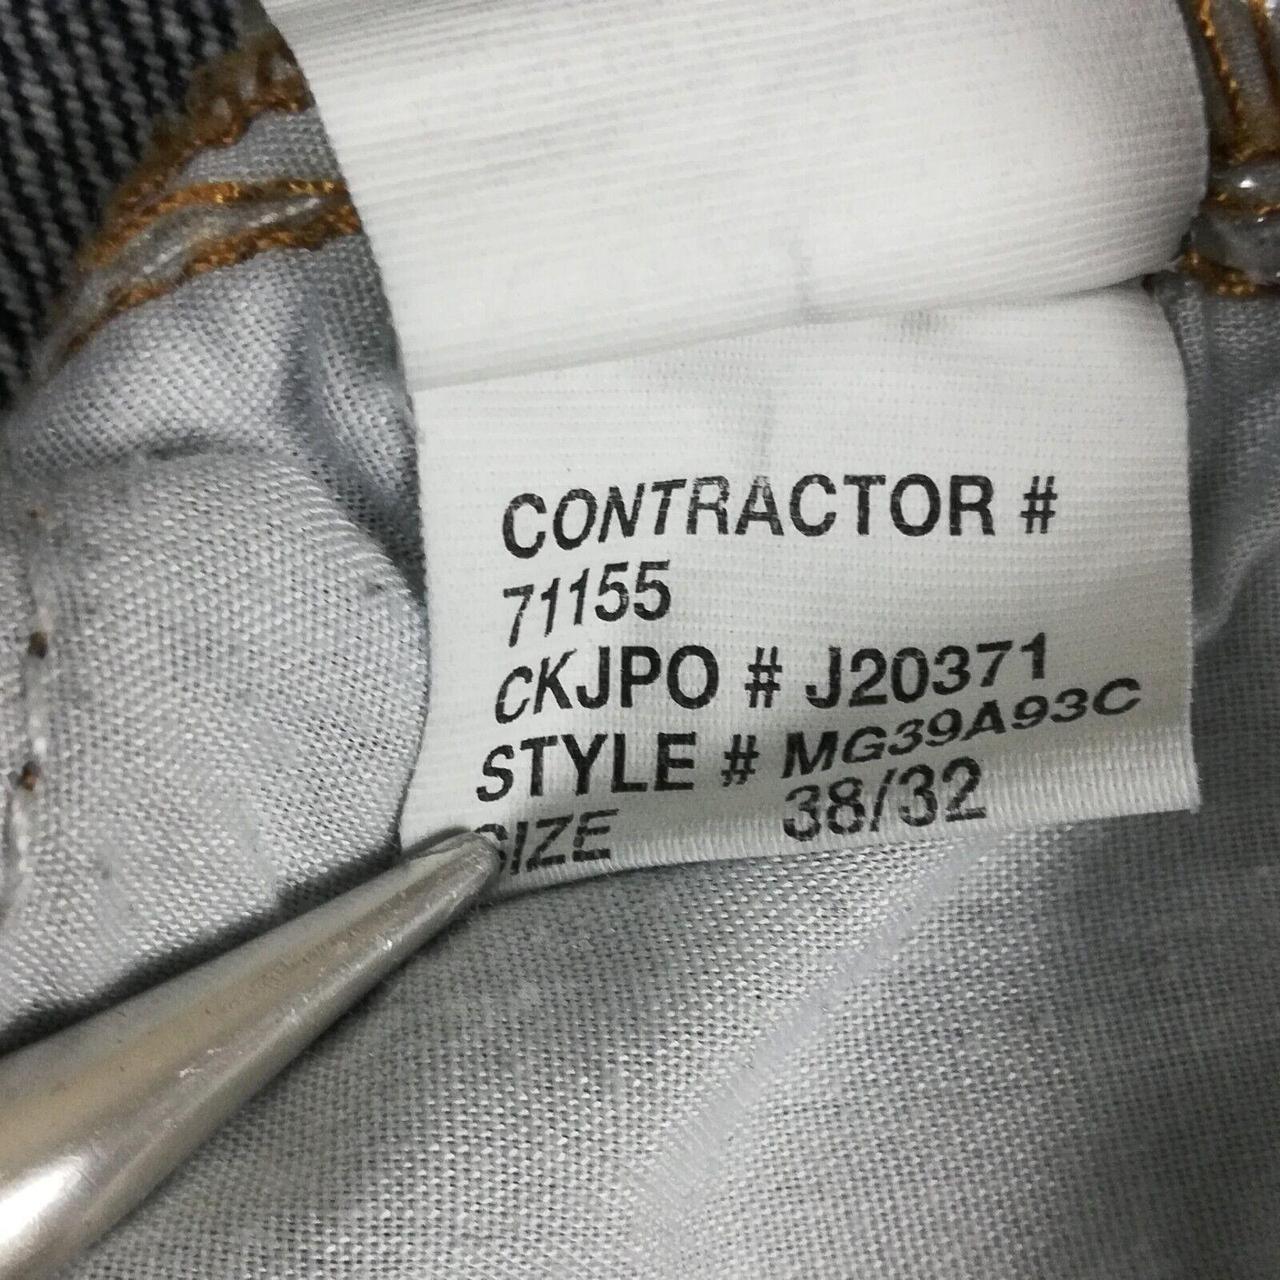 CONTRACTOR #
71155
CKJPO # J20371
STYLE # MG39A93C
SIZE 38/32